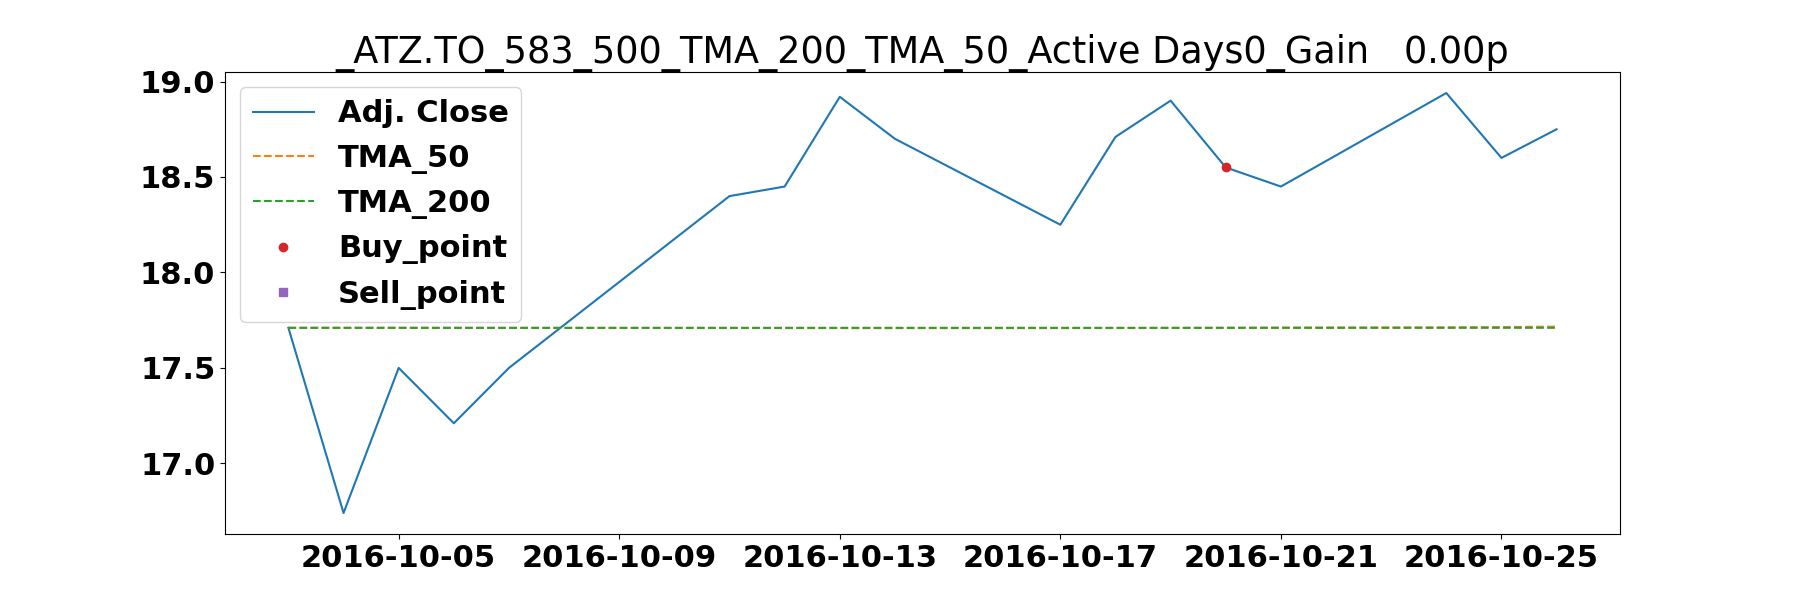 _ATZ.TO_583_500_TMA_200_TMA_50_Active Days0_Gain   0.00p
19.0
18.5
18.0
17.5
17.0
Adj. Close
TMA_50
TMA_200
Buy_point
Sell_point
2016-10-05 2016-10-09 2016-10-13 2016-10-17 2016-10-21 2016-10-25